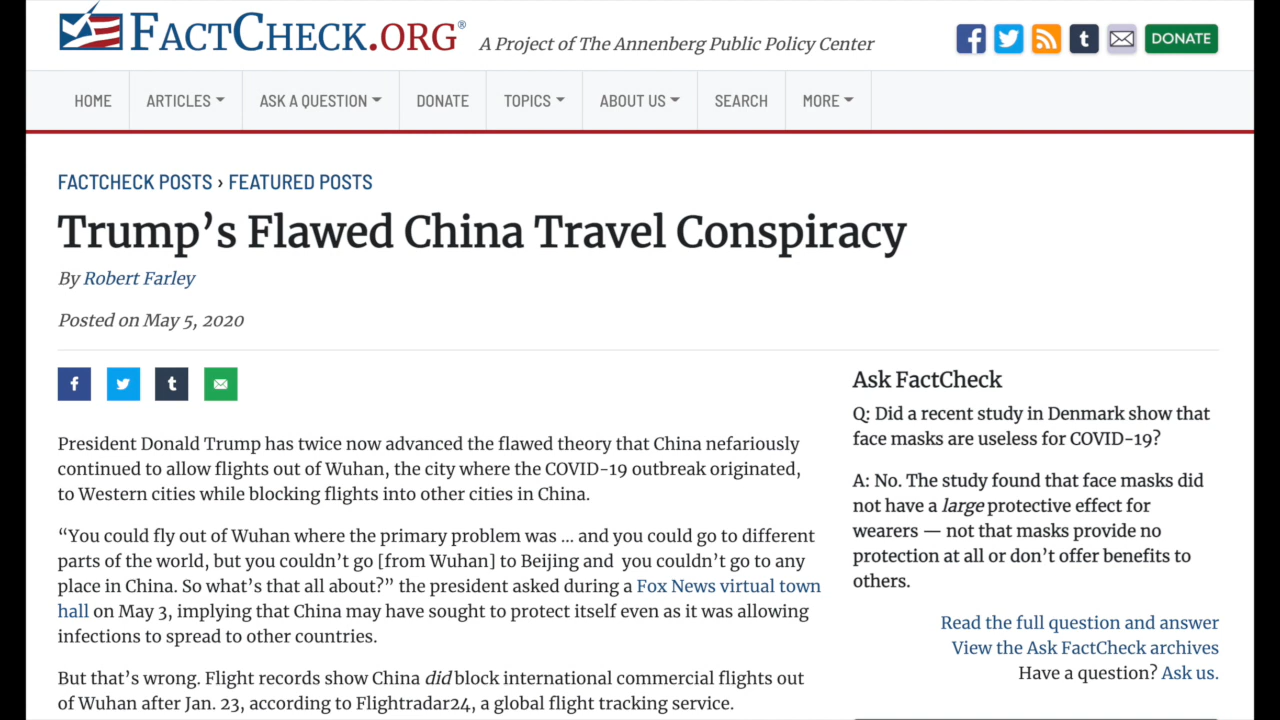 FACTCHECK.ORG®
A Project of The Annenberg Public Policy Center
DONATE
HOME
ARTICLES
ASK A QUESTION
DONATE
TOPICS
ABOUT US
SEARCH
MORE
FACTCHECK POSTS › FEATURED POSTS
Trump’s Flawed China Travel Conspiracy
By Robert Farley
Posted on May 5, 2020
President Donald Trump has twice now advanced the flawed theory that China nefariously
continued to allow flights out of Wuhan, the city where the COVID-19 outbreak originated,
to Western cities while blocking flights into other cities in China.
“You could fly out of Wuhan where the primary problem was … and you could go to different
parts of the world, but you couldn’t go [from Wuhan] to Beijing and you couldn’t go to any
place in China. So what’s that all about?” the president asked during a Fox News virtual town
hall on May 3, implying that China may have sought to protect itself even as it was allowing
infections to spread to other countries.
But that’s wrong. Flight records show China did block international commercial flights out
of Wuhan after Jan. 23, according to Flightradar24, a global flight tracking service.
Ask FactCheck
Q: Did a recent study in Denmark show that
face masks are useless for COVID-19?
A: No. The study found that face masks did
not have a large protective effect for
wearers — not that masks provide no
protection at all or don’t offer benefits to
others.
Read the full question and answer
View the Ask FactCheck archives
Have a question? Ask us.